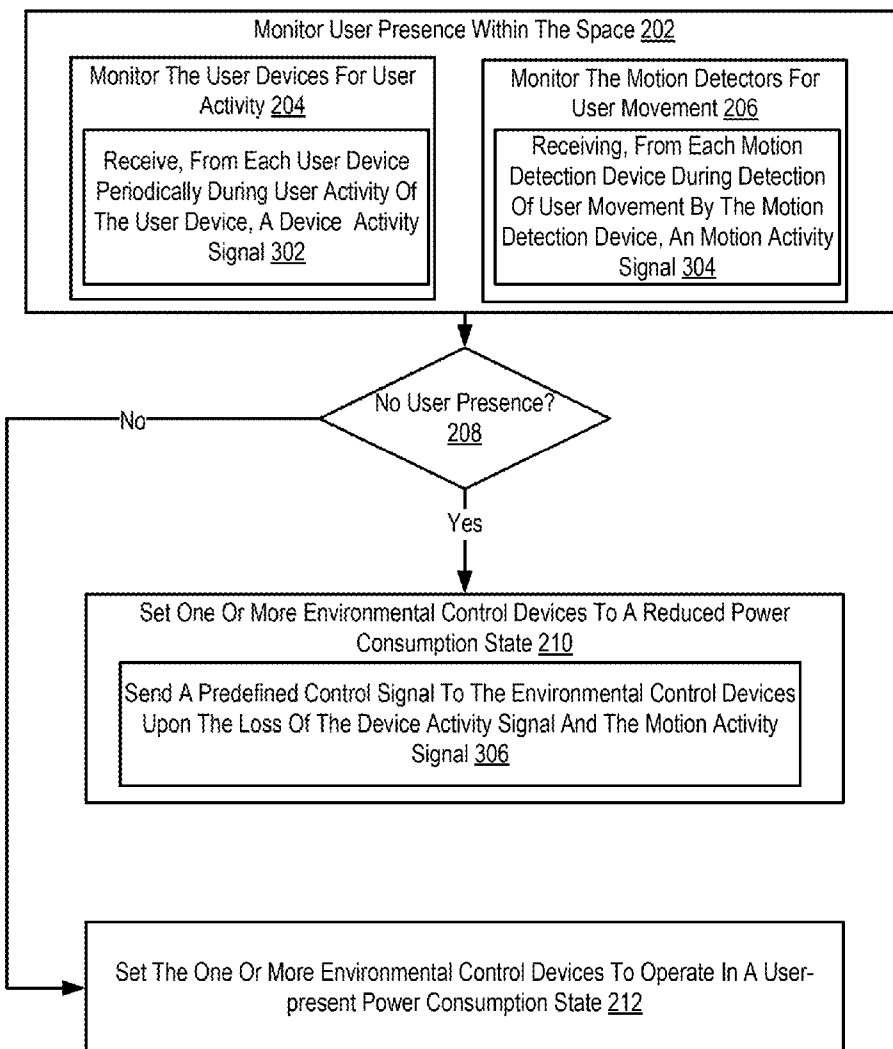 Monitor User Presence Within The Space 202
Monitor The User Devices For User
Activity 204
Receive, From Each User Device
Periodically During User Activity Of
The User Device, A Device Activity
Signal 302
Monitor The Motion Detectors For
User Movement 206
Receiving, From Each Motion
Detection Device During Detection
Of User Movement By The Motion
Detection Device, An Motion Activity
Signal 304
No User Presence?
208
No
Yes
Set One Or More Environmental Control Devices To A Reduced Power
Consumption State 210
Send A Predefined Control Signal To The Environmental Control Devices
Upon The Loss Of The Device Activity Signal And The Motion Activity
Signal 306
Set The One Or More Environmental Control Devices To Operate In A User-
present Power Consumption State 212